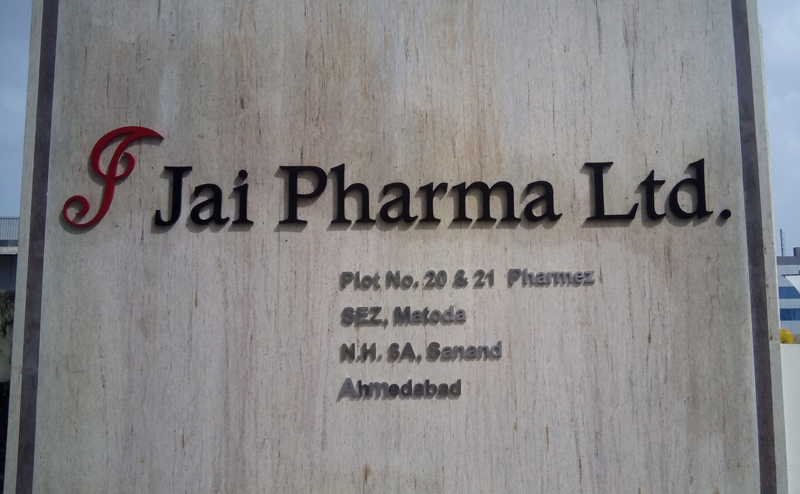 Jai Pharma Ltd.
Plot No. 20 & 21 Pharmez
SEZ, Matoda
N.H. 8A, Sanand
Ahmedabad